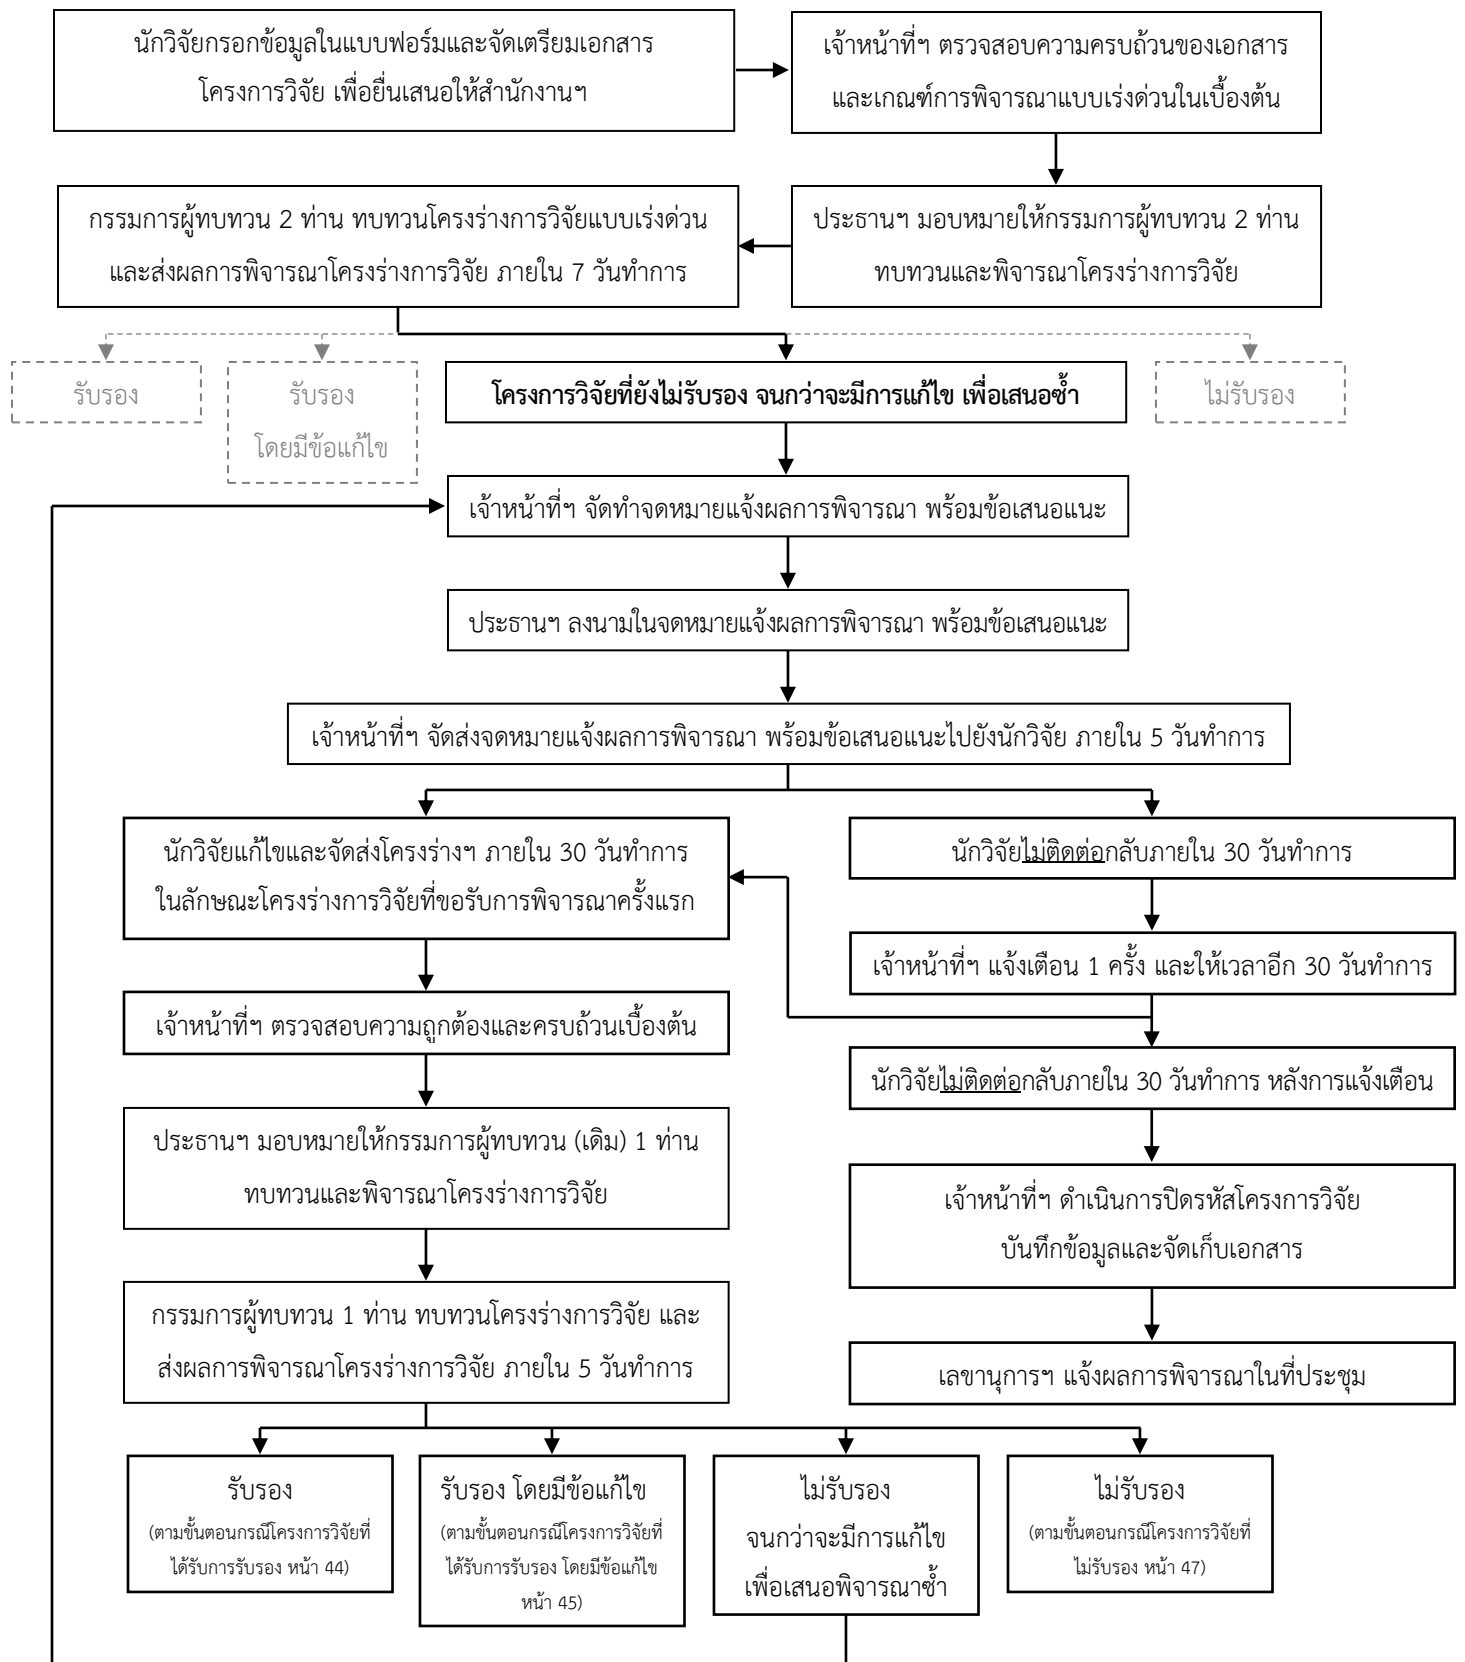 นักวิจัยกรอกข้อมูลในแบบฟอร์มและจัดเตรียมเอกสาร
โครงการวิจัย เพื่อยื่นเสนอให้สำนักงานฯ
เจ้าหน้าที่ฯ ตรวจสอบความครบถ้วนของเอกสาร
และเกณฑ์การพิจารณาแบบเร่งด่วนในเบื้องต้น
กรรมการผู้ทบทวน 2 ท่าน ทบทวนโครงร่างการวิจัยแบบเร่งด่วน
และส่งผลการพิจารณาโครงร่างการวิจัย ภายใน 7 วันทำการ
ประธานฯ มอบหมายให้กรรมการผู้ทบทวน 2 ท่าน
ทบทวนและพิจารณาโครงร่างการวิจัย
รับรอง
รับรอง
โดยมีข้อแก้ไข
โครงการวิจัยที่ยังไม่รับรอง จนกว่าจะมีการแก้ไข เพื่อเสนอซ้ำ
ไม่รับรอง
เจ้าหน้าที่ฯ จัดทำจดหมายแจ้งผลการพิจารณา พร้อมข้อเสนอแนะ
ประธานฯ ลงนามในจดหมายแจ้งผลการพิจารณา พร้อมข้อเสนอแนะ
เจ้าหน้าที่ฯ จัดส่งจดหมายแจ้งผลการพิจารณา พร้อมข้อเสนอแนะไปยังนักวิจัย ภายใน 5 วันทำการ
นักวิจัยแก้ไขและจัดส่งโครงร่างฯ ภายใน 30 วันทำการ
ในลักษณะโครงร่างการวิจัยที่ขอรับการพิจารณาครั้งแรก
นักวิจัยไม่ติดต่อกลับภายใน 30 วันทำการ
เจ้าหน้าที่ฯ แจ้งเตือน 1 ครั้ง และให้เวลาอีก 30 วันทำการ
เจ้าหน้าที่ฯ ตรวจสอบความถูกต้องและครบถ้วนเบื้องต้น
นักวิจัยไม่ติดต่อกลับภายใน 30 วันทำการ หลังการแจ้งเตือน
ประธานฯ มอบหมายให้กรรมการผู้ทบทวน (เดิม) 1 ท่าน
ทบทวนและพิจารณาโครงร่างการวิจัย
เจ้าหน้าที่ฯ ดำเนินการปิดรหัสโครงการวิจัย
บันทึกข้อมูลและจัดเก็บเอกสาร
กรรมการผู้ทบทวน 1 ท่าน ทบทวนโครงร่างการวิจัย และ
ส่งผลการพิจารณาโครงร่างการวิจัย ภายใน 5 วันทำการ
เลขานุการฯ แจ้งผลการพิจารณาในที่ประชุม
รับรอง
(ตามขั้นตอนกรณีโครงการวิจัยที่
ได้รับการรับรอง หน้า 44)
รับรอง โดยมีข้อแก้ไข
(ตามขั้นตอนกรณีโครงการวิจัยที่
ได้รับการรับรอง โดยมีข้อแก้ไข
หน้า 45)
ไม่รับรอง
จนกว่าจะมีการแก้ไข
เพื่อเสนอพิจารณาซ้ำ
ไม่รับรอง
(ตามขั้นตอนกรณีโครงการวิจัยที่
ไม่รับรอง หน้า 47)